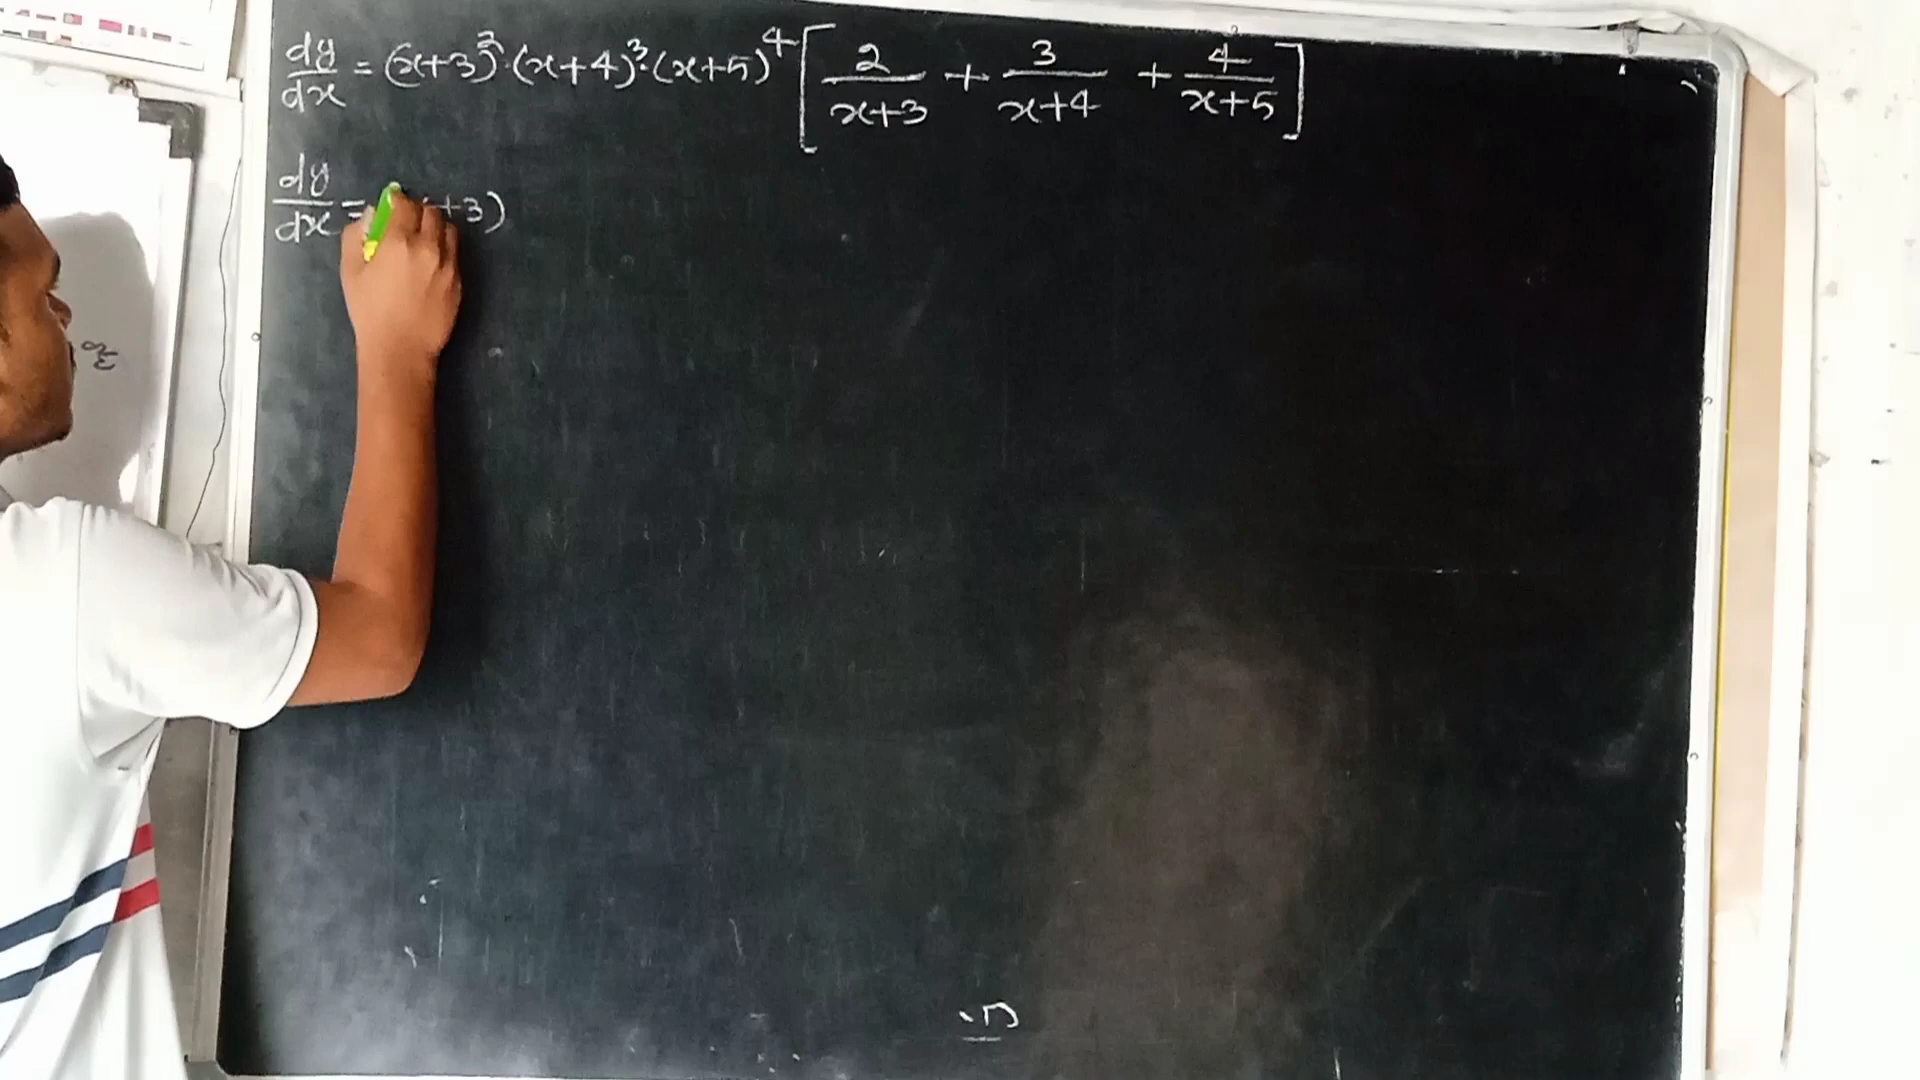 dy/dx = (x+3)². (x+4)³. (x+5)⁴ [2/(x+3) + 3/(x+4) + 4/(x+5)]
dy/dx = +3)